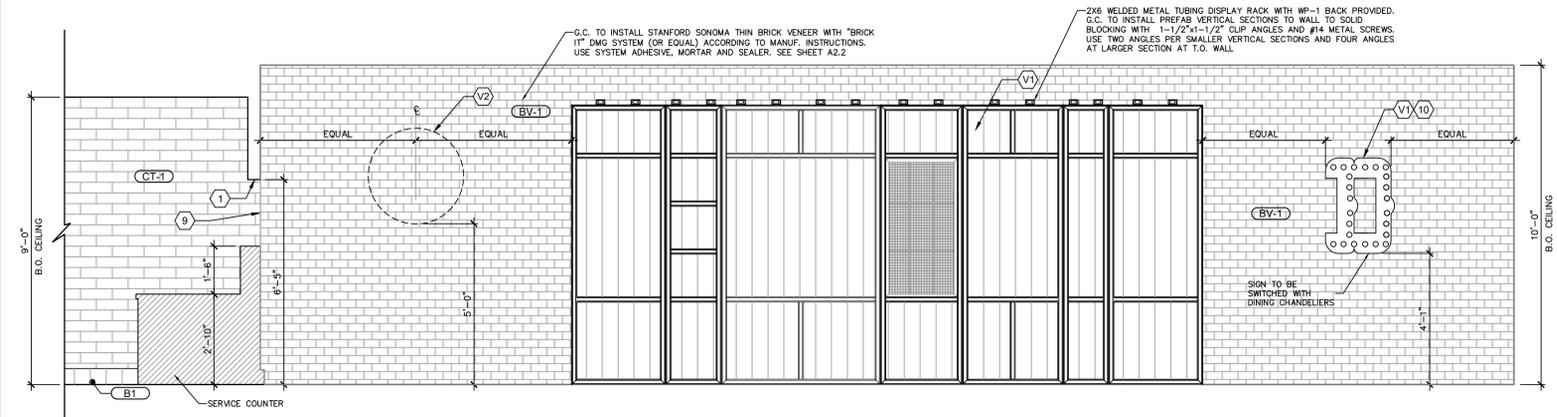 2X6 WELDED METAL TUBING DISPLAY RACK WITH WP-1 BACK PROVIDED.
G.C. TO INSTALL PREFAB VERTICAL SECTIONS TO WALL TO SOLID
BLOCKING WITH 1-1/2"x1-1/2" CLIP ANGLES AND #14 METAL SCREWS.
USE TWO ANGLES PER SMALLER VERTICAL SECTIONS AND FOUR ANGLES
AT LARGER SECTION AT T.O. WALL
G.C. TO INSTALL STANFORD SONOMA THIN BRICK VENEER WITH "BRICK
IT" DMG SYSTEM (OR EQUAL) ACCORDING TO MANUF. INSTRUCTIONS.
USE SYSTEM ADHESIVE, MORTAR AND SEALER. SEE SHEET A2.2
V1
V2
BV-1
V1 10
EQUAL
EQUAL
EQUAL
EQUAL
CT-1
1
9
BV-1
D
9'-0"
B.O. CEILING
10'-0"
B.O. CEILING
1'-6"
6'-5"
5'-0"
2'-10"
4'-1"
SIGN TO BE
SWITCHED WITH
DINING CHANDELIERS
B1
SERVICE COUNTER